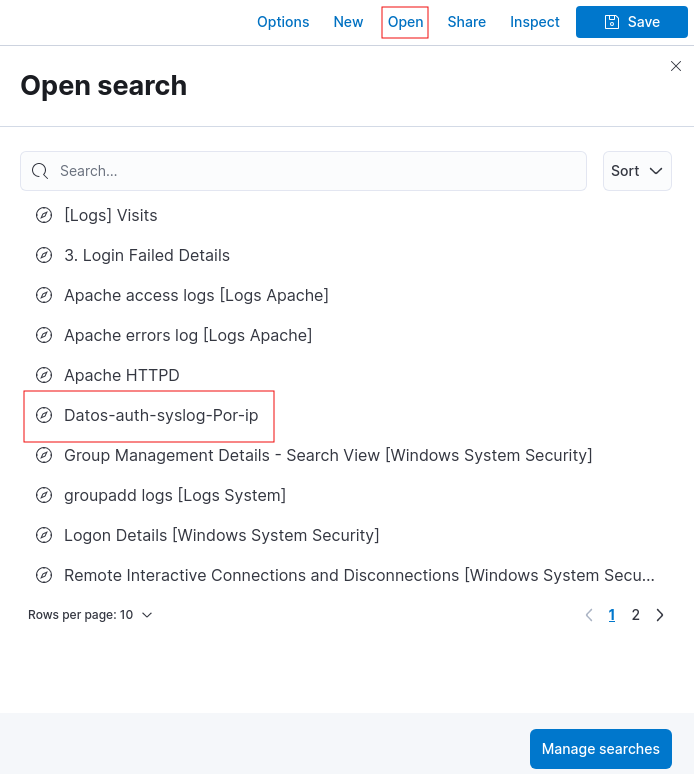 Options New Open Share Inspect Save
Open search
Search...
Sort
[Logs] Visits
3. Login Failed Details
Apache access logs [Logs Apache]
Apache errors log [Logs Apache]
Apache HTTPD
Datos-auth-syslog-Por-ip
Group Management Details - Search View [Windows System Security]
groupadd logs [Logs System]
Logon Details [Windows System Security]
Remote Interactive Connections and Disconnections [Windows System Secu...
Rows per page: 10 1 2
Manage searches